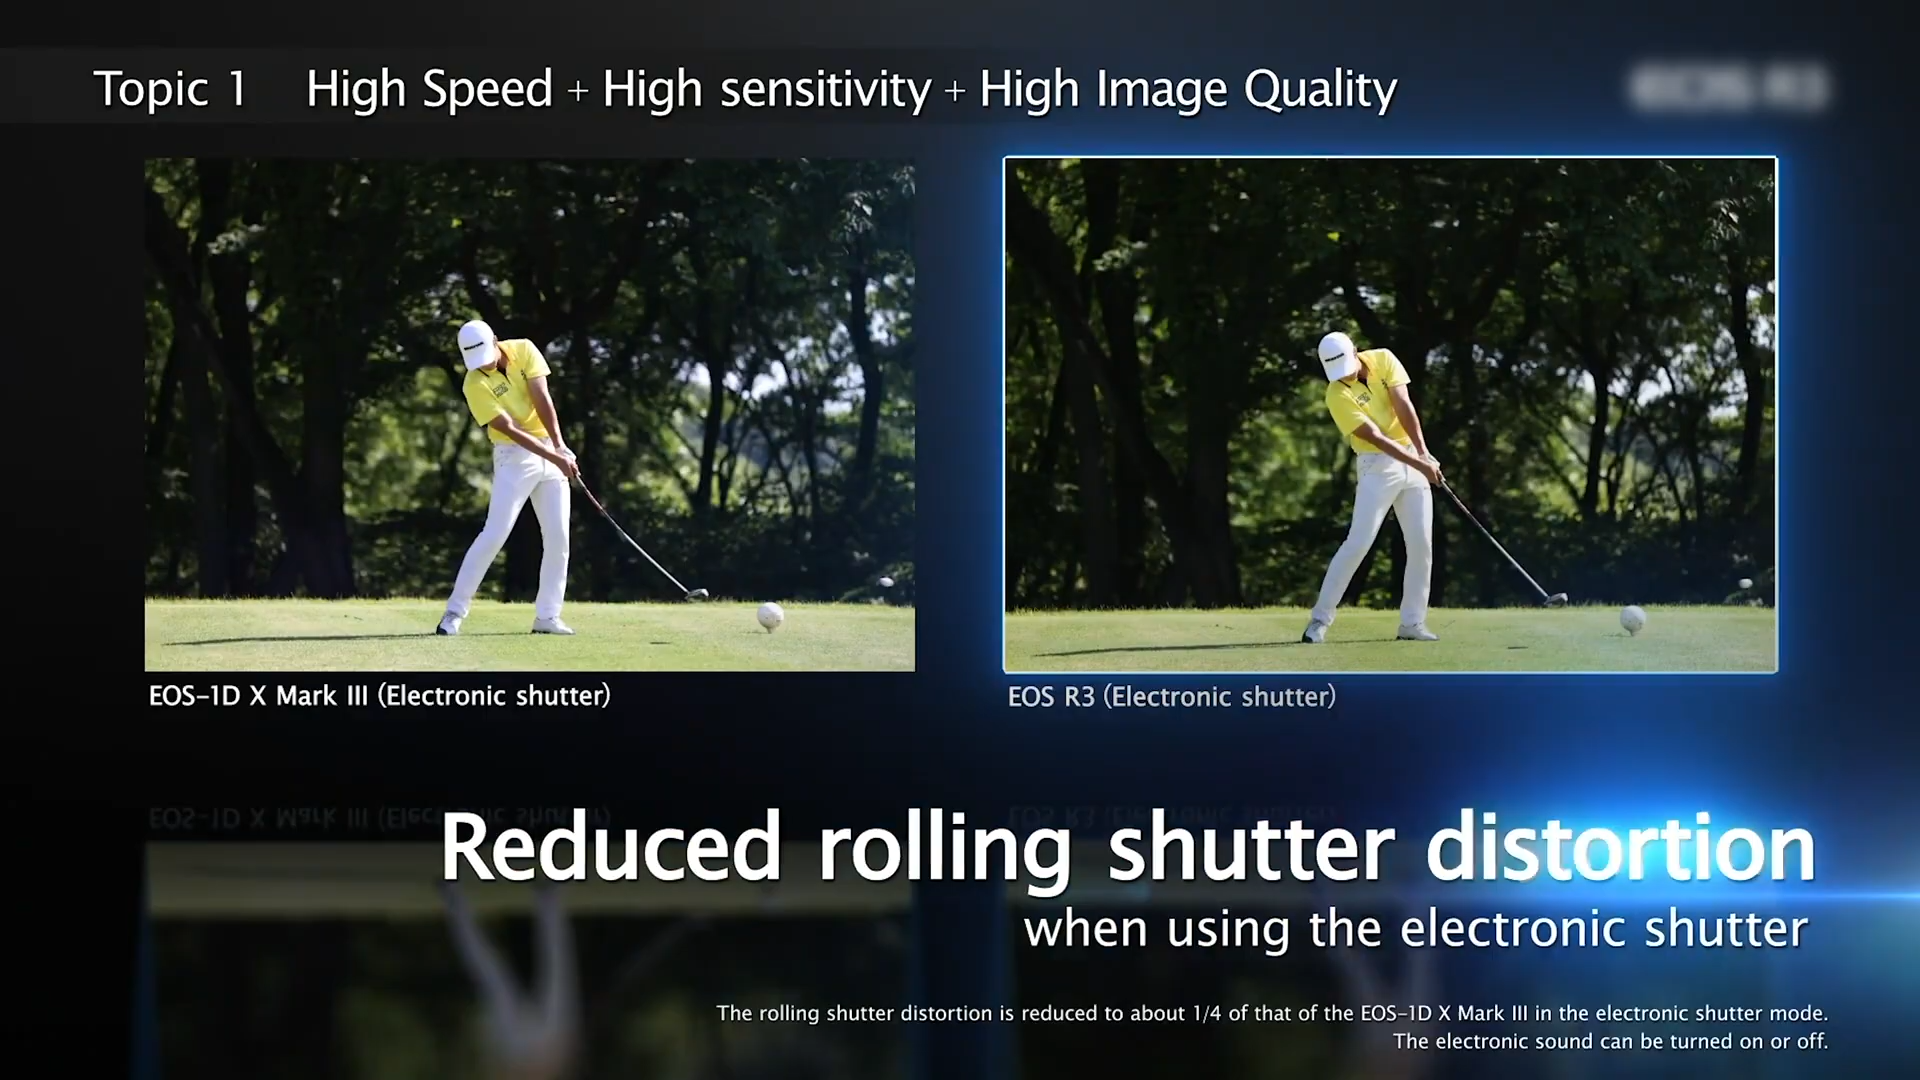 Topic 1 High Speed + High sensitivity + High Image Quality
EOS-1D X Mark III (Electronic shutter)
EOS R3 (Electronic shutter)
Reduced rolling shutter distortion
when using the electronic shutter
The rolling shutter distortion is reduced to about 1/4 of that of the EOS-1D X Mark III in the electronic shutter mode.
The electronic sound can be turned on or off.